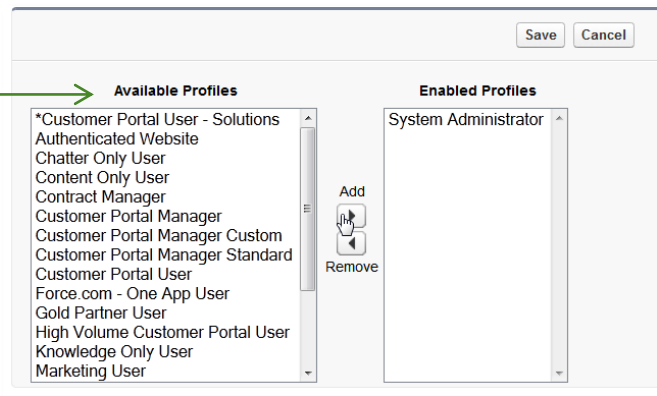 Save Cancel
Available Profiles
Enabled Profiles
*Customer Portal User - Solutions
Authenticated Website
Chatter Only User
Content Only User
Contract Manager
Customer Portal Manager
Customer Portal Manager Custom
Customer Portal Manager Standard
Customer Portal User
Force.com - One App User
Gold Partner User
High Volume Customer Portal User
Knowledge Only User
Marketing User
Add
Remove
System Administrator